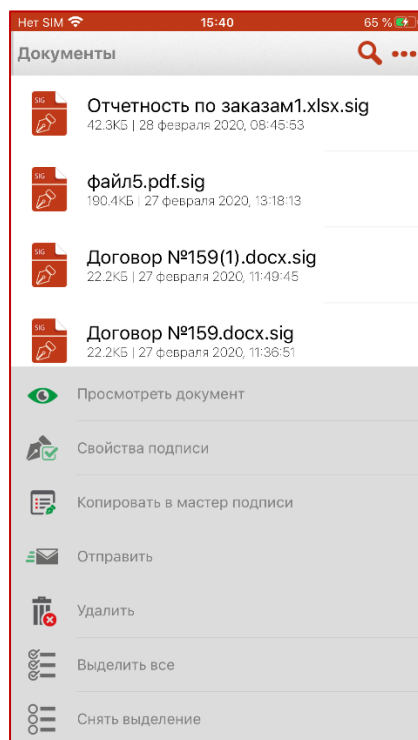 Нет SIM 15:40 65 %
Документы
SIG
Отчетность по заказам1.xlsx.sig
42.3КБ | 28 февраля 2020, 08:45:53
SIG
файл5.pdf.sig
190.4КБ | 27 февраля 2020, 13:18:13
SIG
Договор №159(1).docx.sig
22.2КБ | 27 февраля 2020, 11:49:45
SIG
Договор №159.docx.sig
22.2КБ | 27 февраля 2020, 11:36:51
Просмотреть документ
Свойства подписи
Копировать в мастер подписи
Отправить
Удалить
Выделить все
Снять выделение